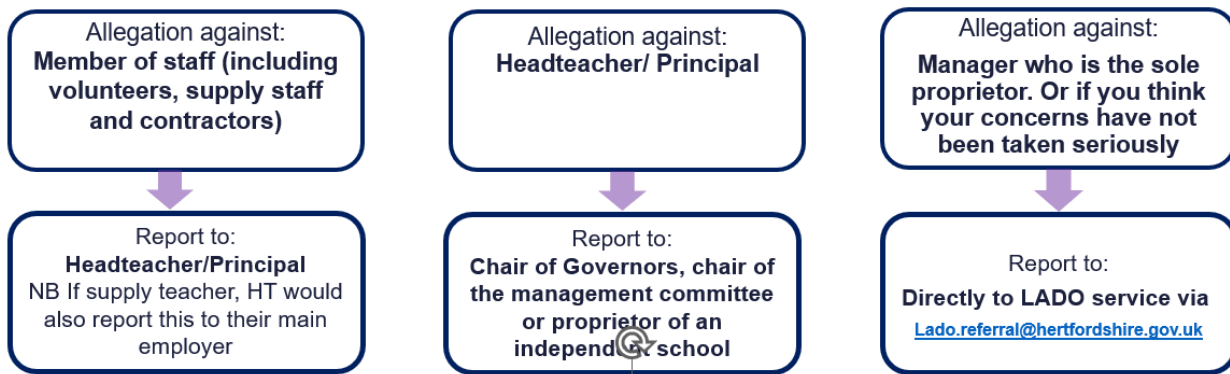 Allegation against:
Member of staff (including
volunteers, supply staff
and contractors)
Report to:
Headteacher/Principal
NB If supply teacher, HT would
also report this to their main
employer
Allegation against:
Headteacher/ Principal
Report to:
Chair of Governors, chair of
the management committee
or proprietor of an
independent school
Allegation against:
Manager who is the sole
proprietor. Or if you think
your concerns have not
been taken seriously
Report to:
Directly to LADO service via
Lado.referral@hertfordshire.gov.uk